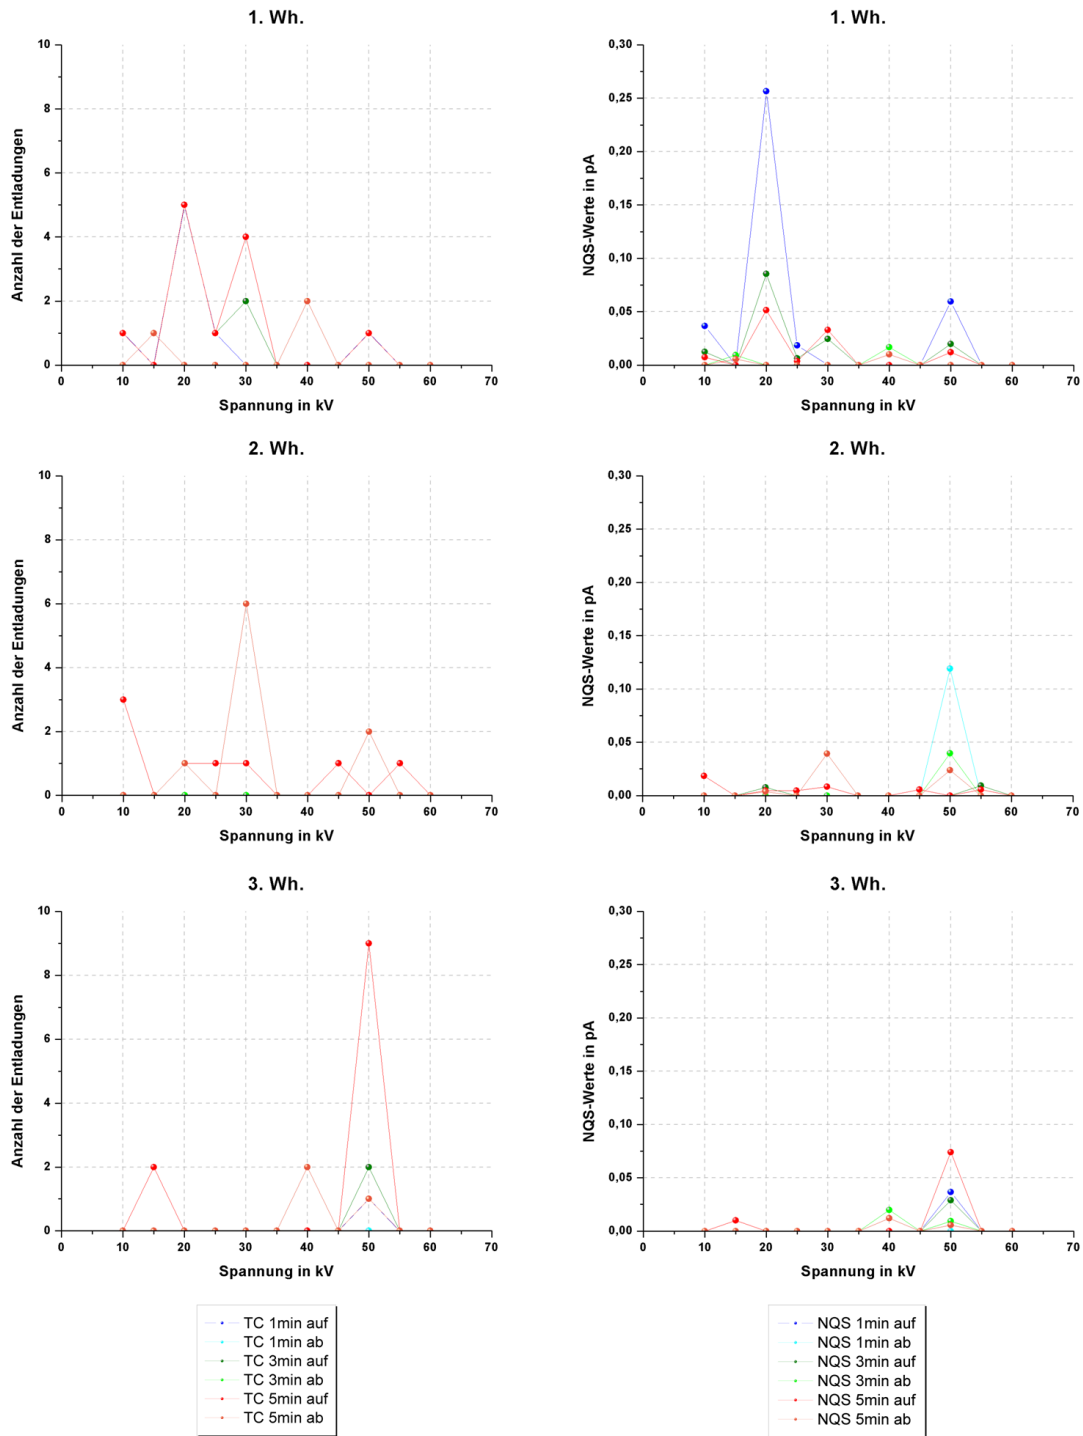 1. Wh.
10
8
6
4
2
0
Anzahl der Entladungen
0 10 20 30 40 50 60 70
Spannung in kV
1. Wh.
0,30
0,25
0,20
0,15
0,10
0,05
0,00
NQS-Werte in pA
0 10 20 30 40 50 60 70
Spannung in kV
2. Wh.
10
8
6
4
2
0
Anzahl der Entladungen
0 10 20 30 40 50 60 70
Spannung in kV
2. Wh.
0,30
0,25
0,20
0,15
0,10
0,05
0,00
NQS-Werte in pA
0 10 20 30 40 50 60 70
Spannung in kV
3. Wh.
10
8
6
4
2
0
Anzahl der Entladungen
0 10 20 30 40 50 60 70
Spannung in kV
3. Wh.
0,30
0,25
0,20
0,15
0,10
0,05
0,00
NQS-Werte in pA
0 10 20 30 40 50 60 70
Spannung in kV
TC 1min auf
TC 1min ab
TC 3min auf
TC 3min ab
TC 5min auf
TC 5min ab
NQS 1min auf
NQS 1min ab
NQS 3min auf
NQS 3min ab
NQS 5min auf
NQS 5min ab